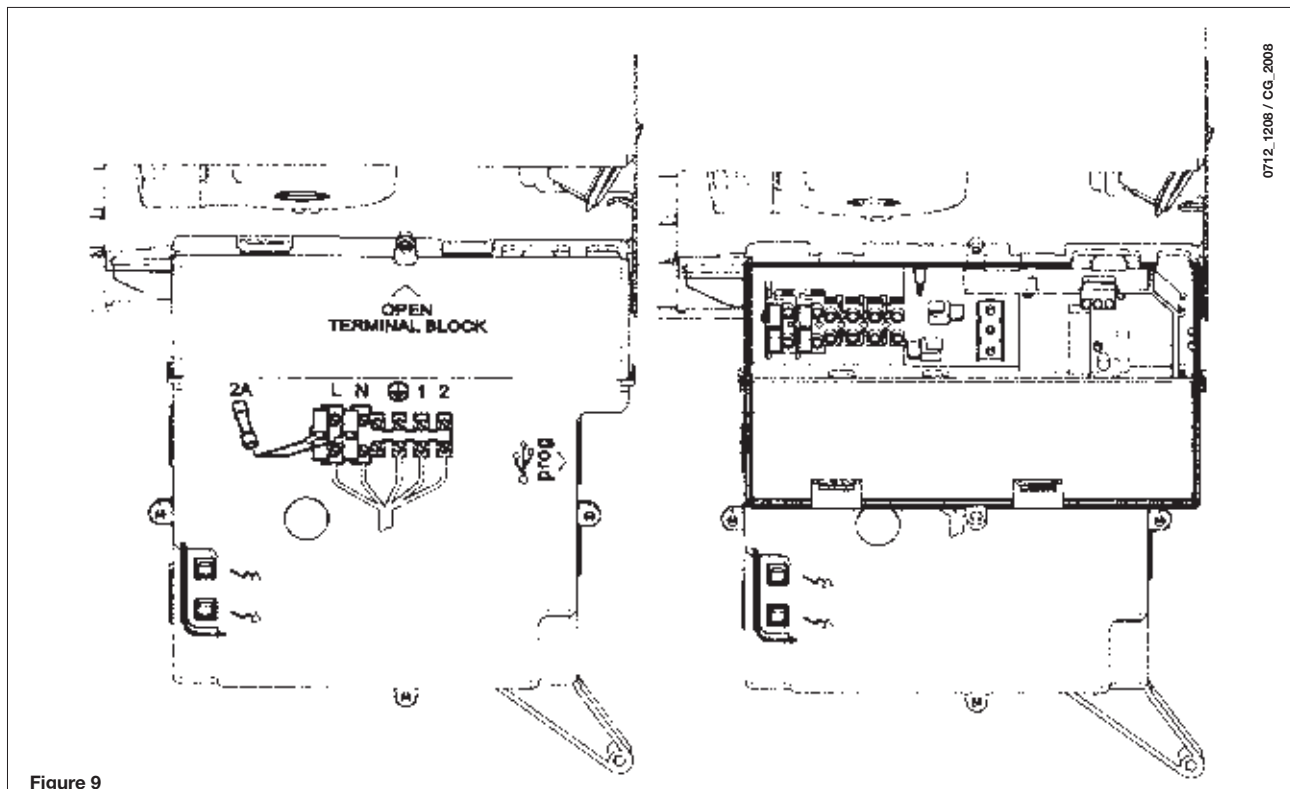 0712_1208 / CG_2008
OPEN
TERMINAL BLOCK
2A
L N 1 2
prog
Figure 9